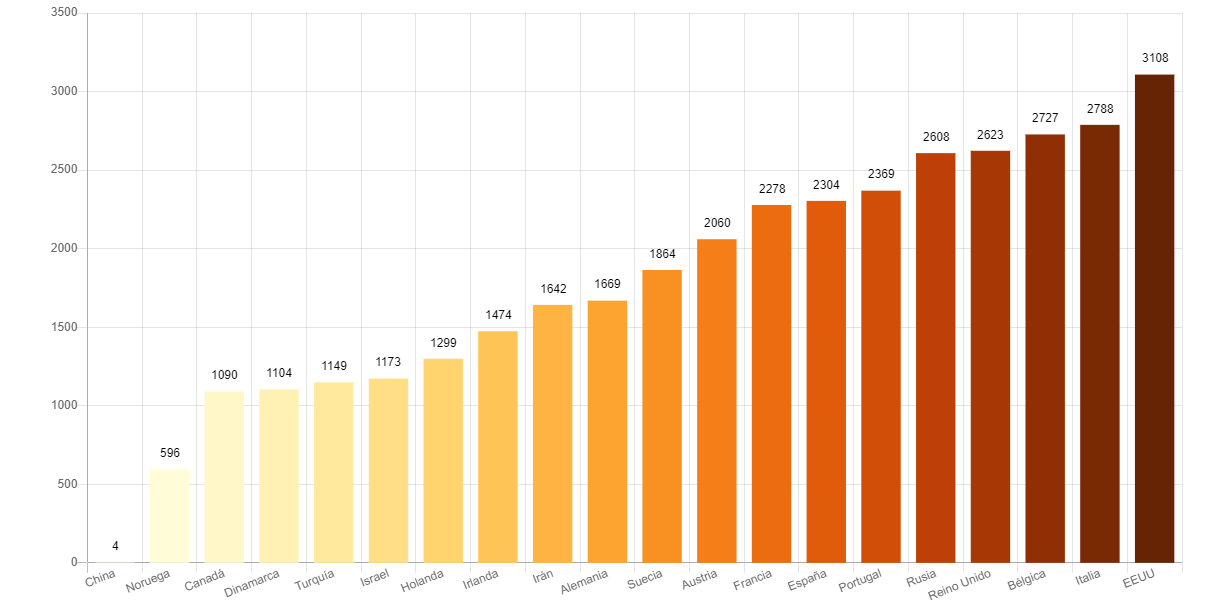 3500
3000
2500
2000
1500
1000
500
0
4
596
1090
1104
1149
1173
1299
1474
1642
1669
1864
2060
2278
2304
2369
2608
2623
2727
2788
3108
China
Noruega
Canadá
Dinamarca
Turquía
Israel
Holanda
Irlanda
Irán
Alemania
Suecia
Austria
Francia
España
Portugal
Rusia
Reino Unido
Bélgica
Italia
EEUU